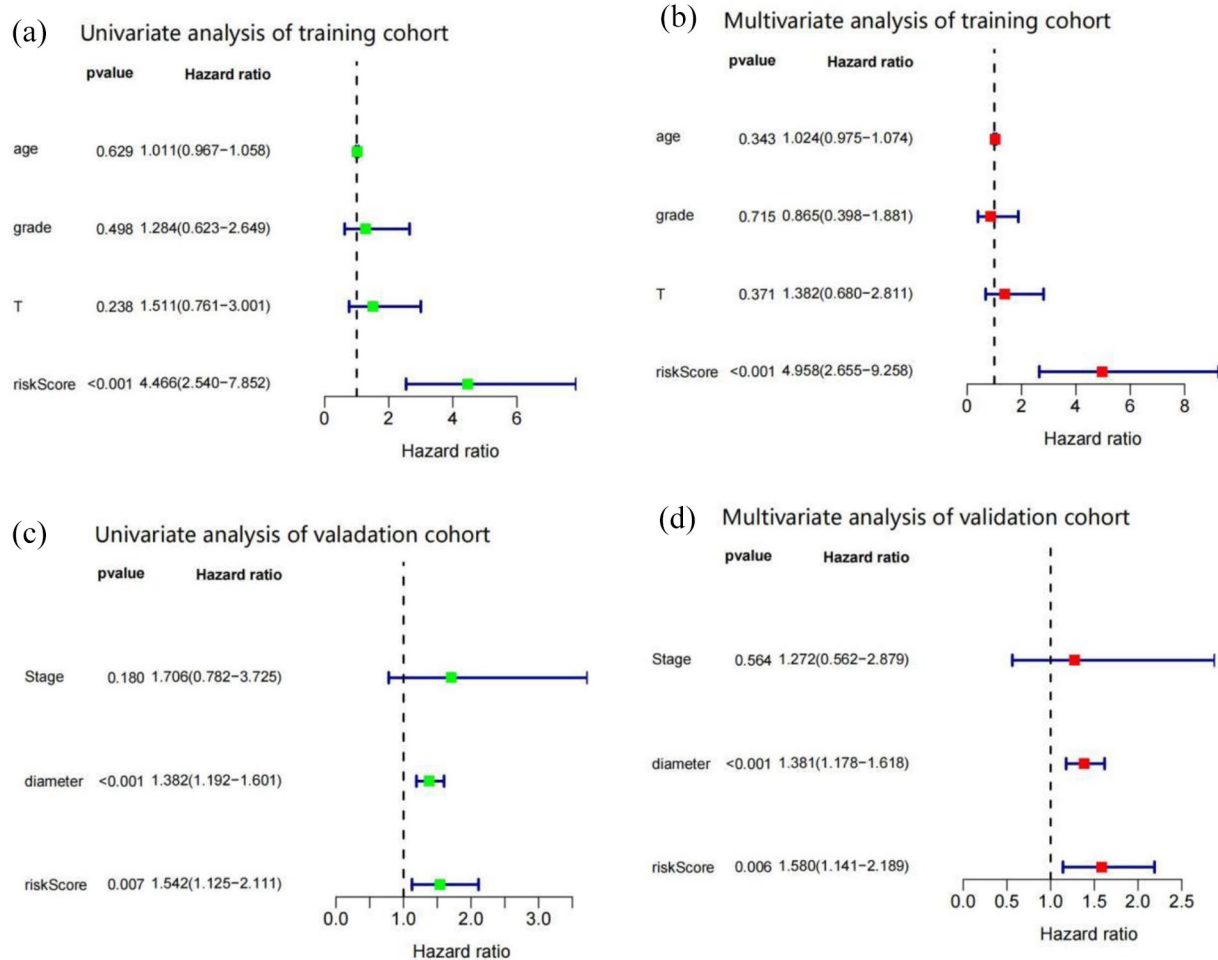 (a) Univariate analysis of training cohort
pvalue Hazard ratio
age 0.629 1.011(0.967−1.058)
grade 0.498 1.284(0.623−2.649)
T 0.238 1.511(0.761−3.001)
riskScore <0.001 4.466(2.540−7.852)
0 2 4 6
Hazard ratio
(b) Multivariate analysis of training cohort
pvalue Hazard ratio
age 0.343 1.024(0.975−1.074)
grade 0.715 0.865(0.398−1.881)
T 0.371 1.382(0.680−2.811)
riskScore <0.001 4.958(2.655−9.258)
0 2 4 6 8
Hazard ratio
(c) Univariate analysis of valadation cohort
pvalue Hazard ratio
Stage 0.180 1.706(0.782−3.725)
diameter <0.001 1.382(1.192−1.601)
riskScore 0.007 1.542(1.125−2.111)
0.0 1.0 2.0 3.0
Hazard ratio
(d) Multivariate analysis of validation cohort
pvalue Hazard ratio
Stage 0.564 1.272(0.562−2.879)
diameter <0.001 1.381(1.178−1.618)
riskScore 0.006 1.580(1.141−2.189)
0.0 0.5 1.0 1.5 2.0 2.5
Hazard ratio